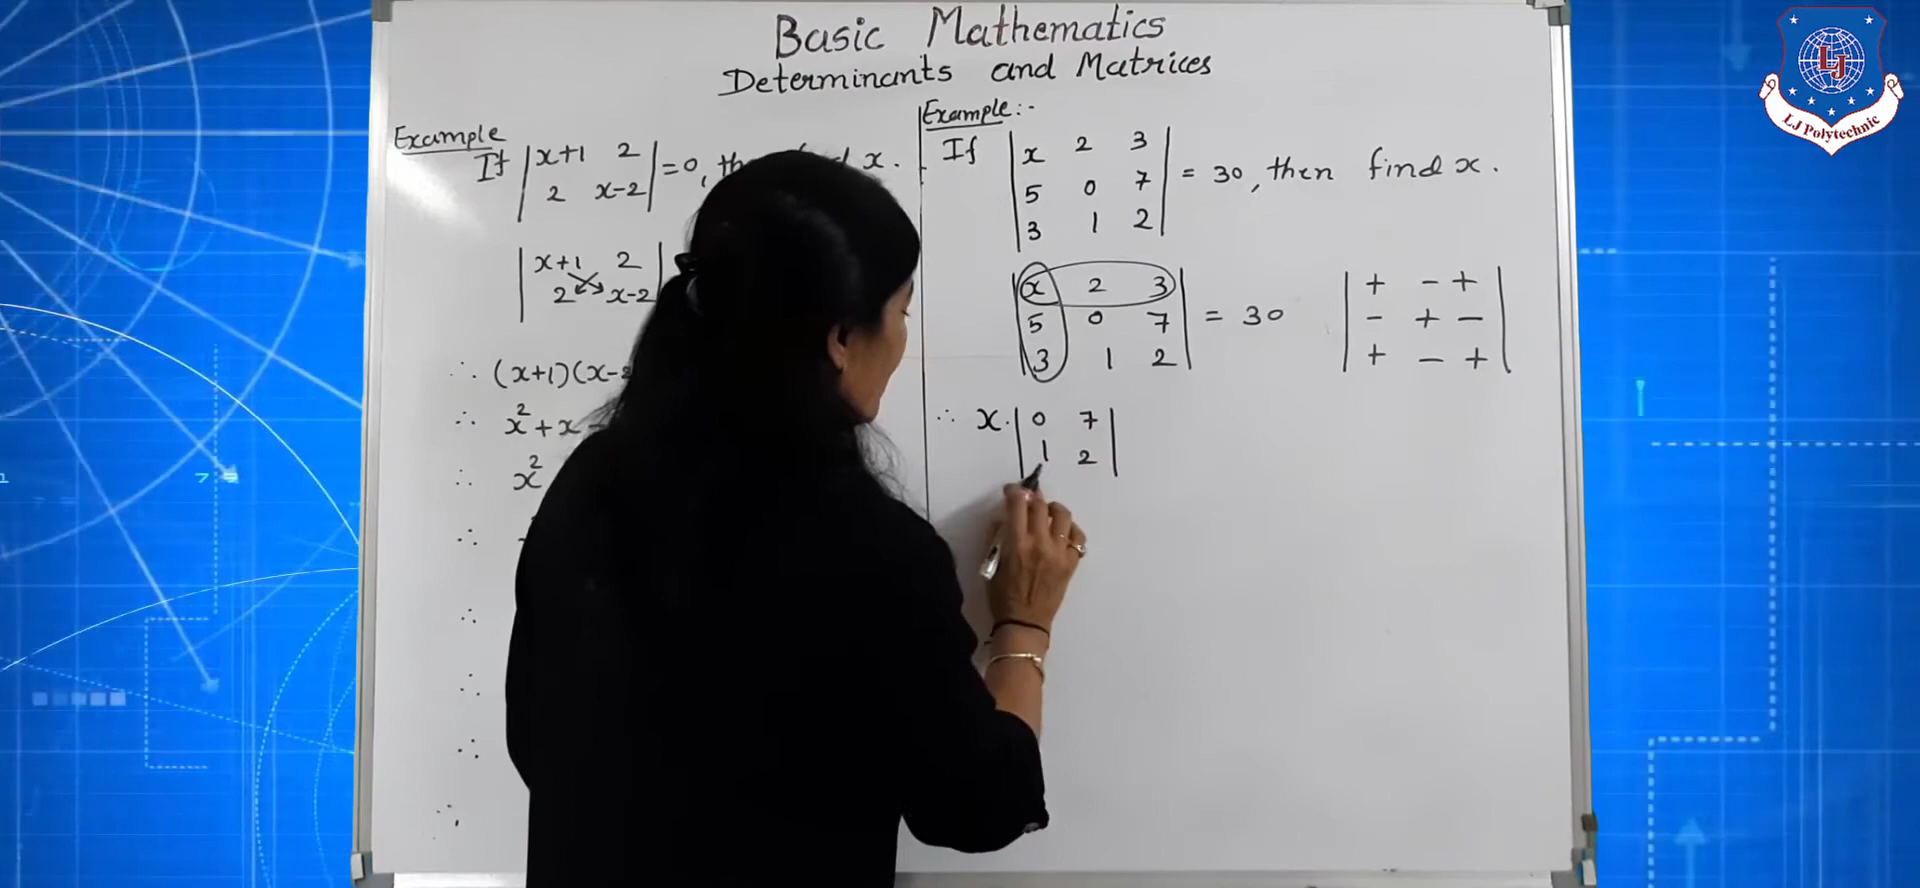 Basic Mathematics
Determinants and Matrices
Example
If | x+1 2 | = 0, x.
| 2 x-2 |
| x+1 2 |
| 2 x-2 |
∴ (x+1)(x-
∴ x² + x
∴ x²
∴
∴
∴
∴
Example:-
If | x 2 3 |
| 5 0 7 | = 30, then find x.
| 3 1 2 |
| x 2 3 |
| 5 0 7 | = 30
| 3 1 2 |
| + - + |
| - + - |
| + - + |
∴ x. | 0 7 |
| 1 2 |
LJ
LJ Polytechnic